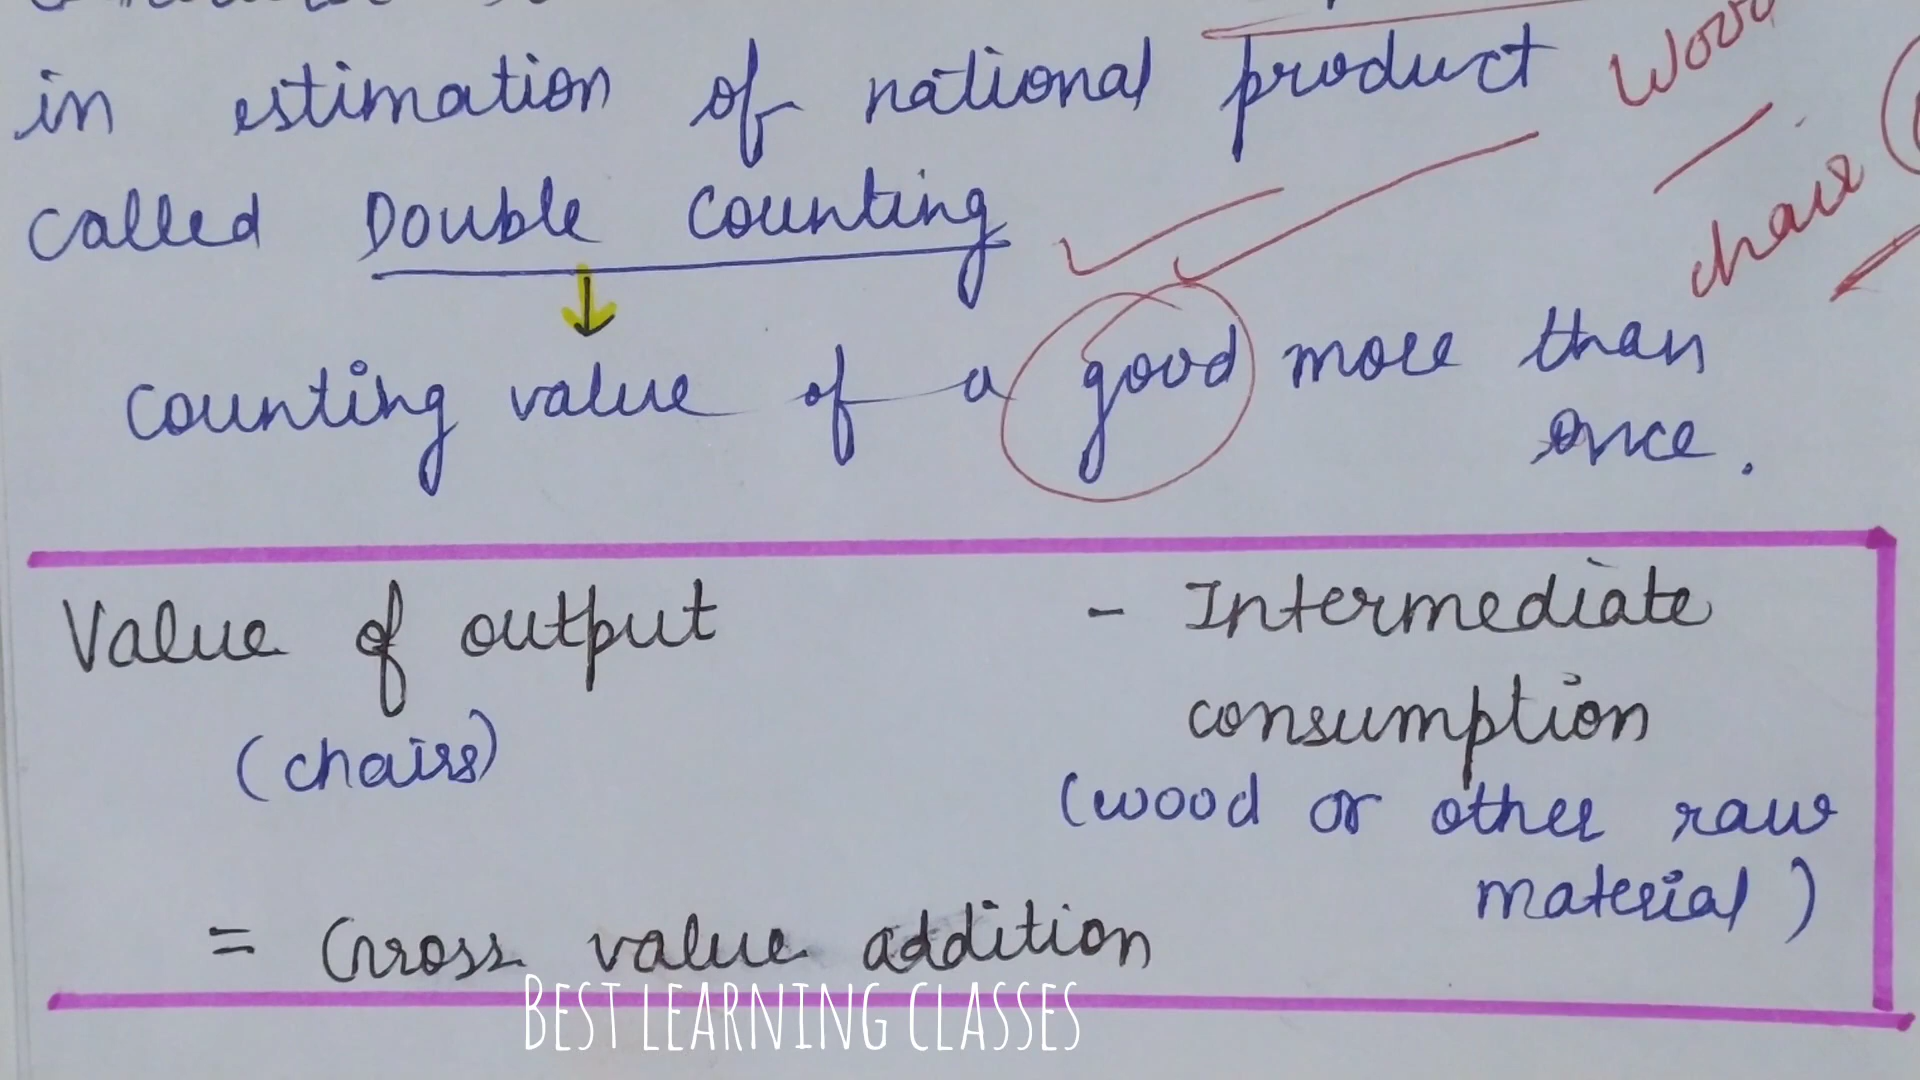 in estimation of national product
Wood
called Double Counting
chair
counting value of a good more than
once.
Value of output - Intermediate
consumption
(chairs)
(wood or other raw
material)
= Gross value addition
BEST LEARNING CLASSES